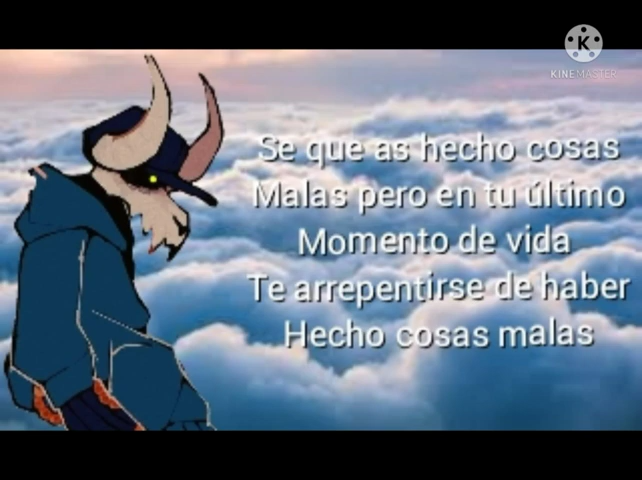 K
KINEMASTER
Se que as hecho cosas
Malas pero en tu último
Momento de vida
Te arrepentirse de haber
Hecho cosas malas